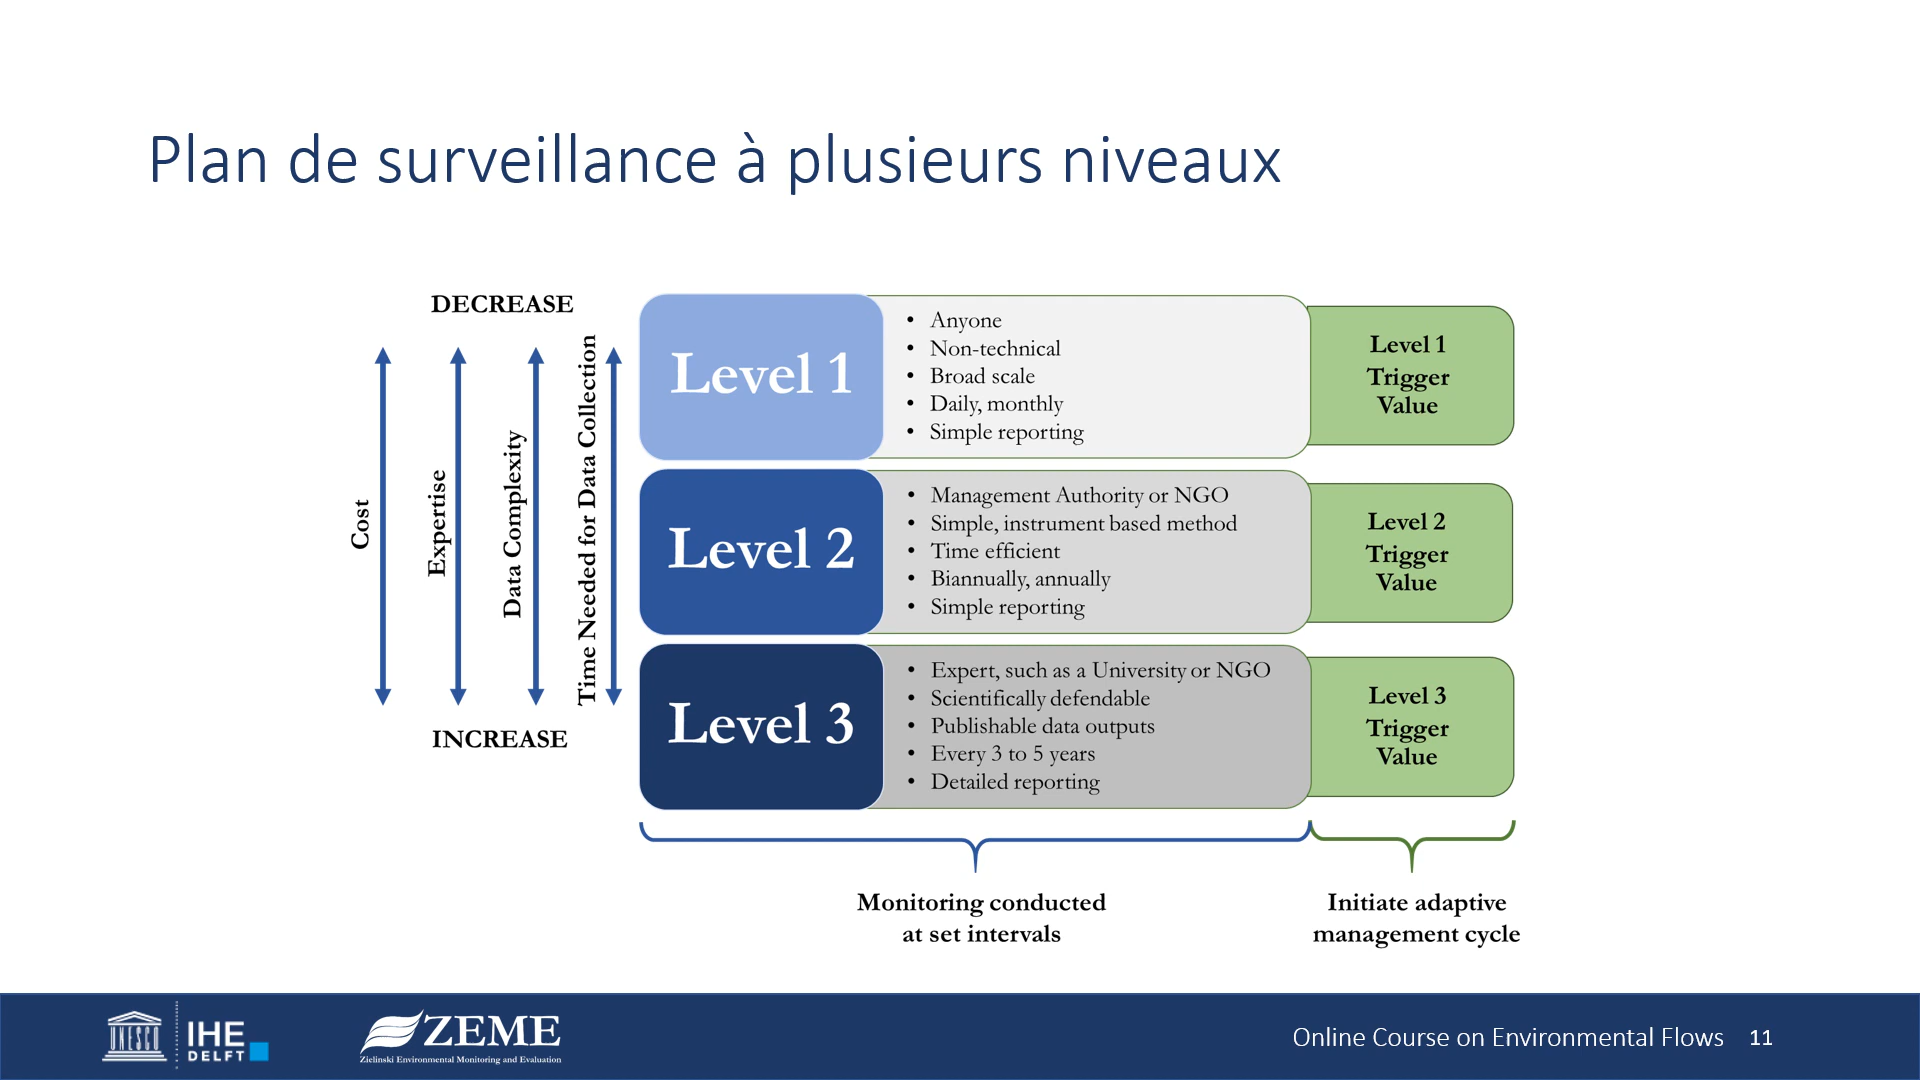 Plan de surveillance à plusieurs niveaux
DECREASE
Cost
Expertise
Data Complexity
Time Needed for Data Collection
INCREASE
Level 1
• Anyone
• Non-technical
• Broad scale
• Daily, monthly
• Simple reporting
Level 1
Trigger
Value
Level 2
• Management Authority or NGO
• Simple, instrument based method
• Time efficient
• Biannually, annually
• Simple reporting
Level 2
Trigger
Value
Level 3
• Expert, such as a University or NGO
• Scientifically defendable
• Publishable data outputs
• Every 3 to 5 years
• Detailed reporting
Level 3
Trigger
Value
Monitoring conducted
at set intervals
Initiate adaptive
management cycle
UNESCO
IHE
DELFT
ZEME
Zielinski Environmental Monitoring and Evaluation
Online Course on Environmental Flows 11